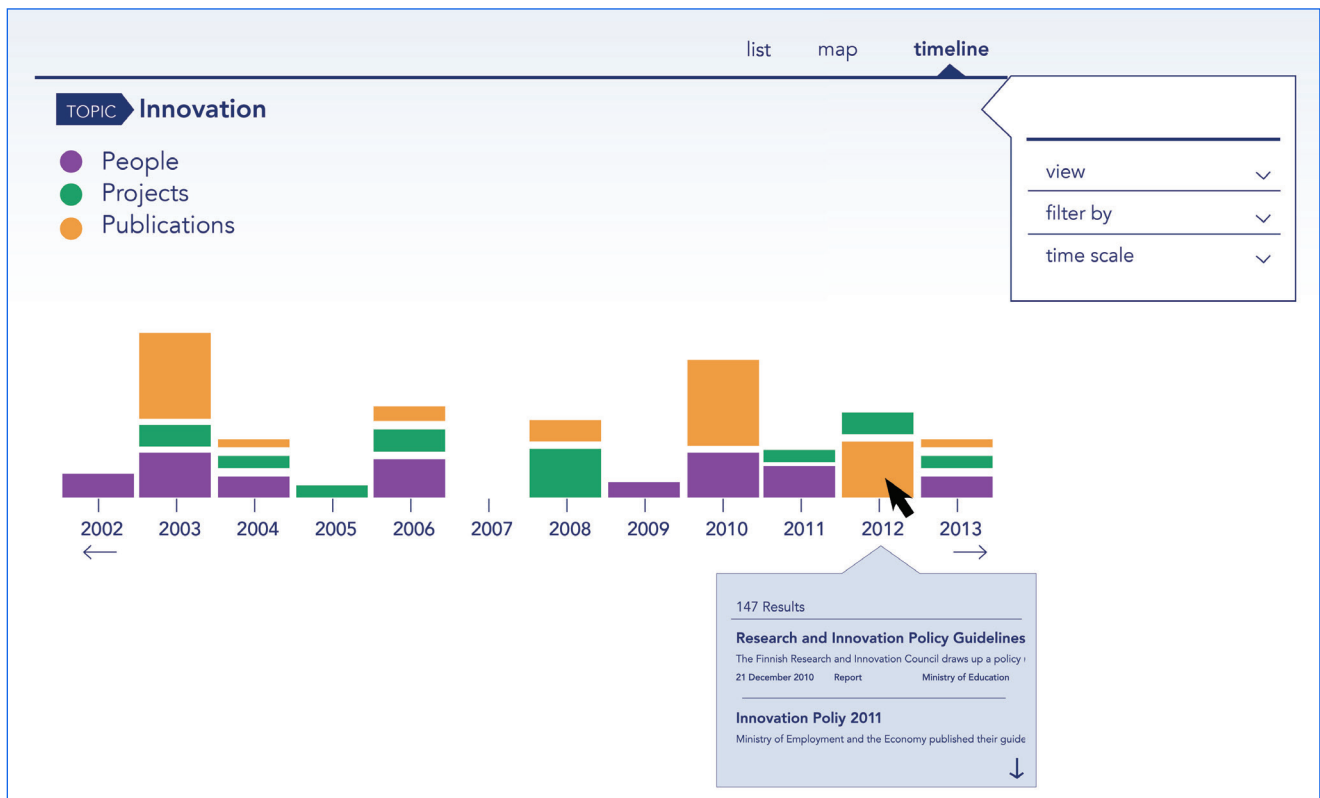 list map timeline
TOPIC Innovation
People
Projects
Publications
view
filter by
time scale
2002 2003 2004 2005 2006 2007 2008 2009 2010 2011 2012 2013
147 Results
Research and Innovation Policy Guidelines
The Finnish Research and Innovation Council draws up a policy
21 December 2010 Report Ministry of Education
Innovation Poliy 2011
Ministry of Employment and the Economy published their guide